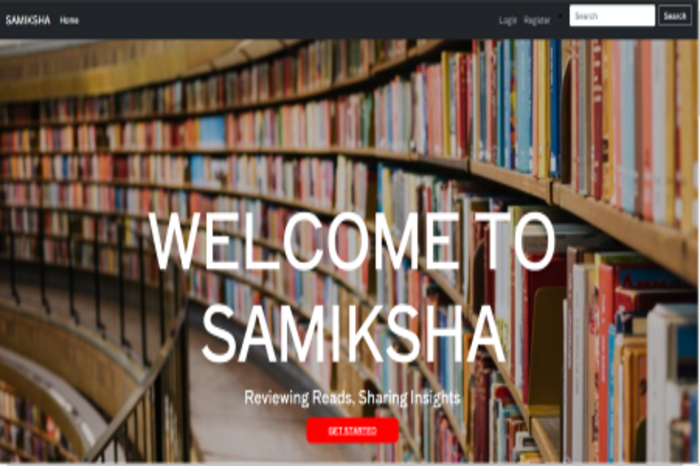 SAMIKSHA Home Login Register Search Search
WELCOME TO
SAMIKSHA
Reviewing Reads, Sharing Insights
GET STARTED